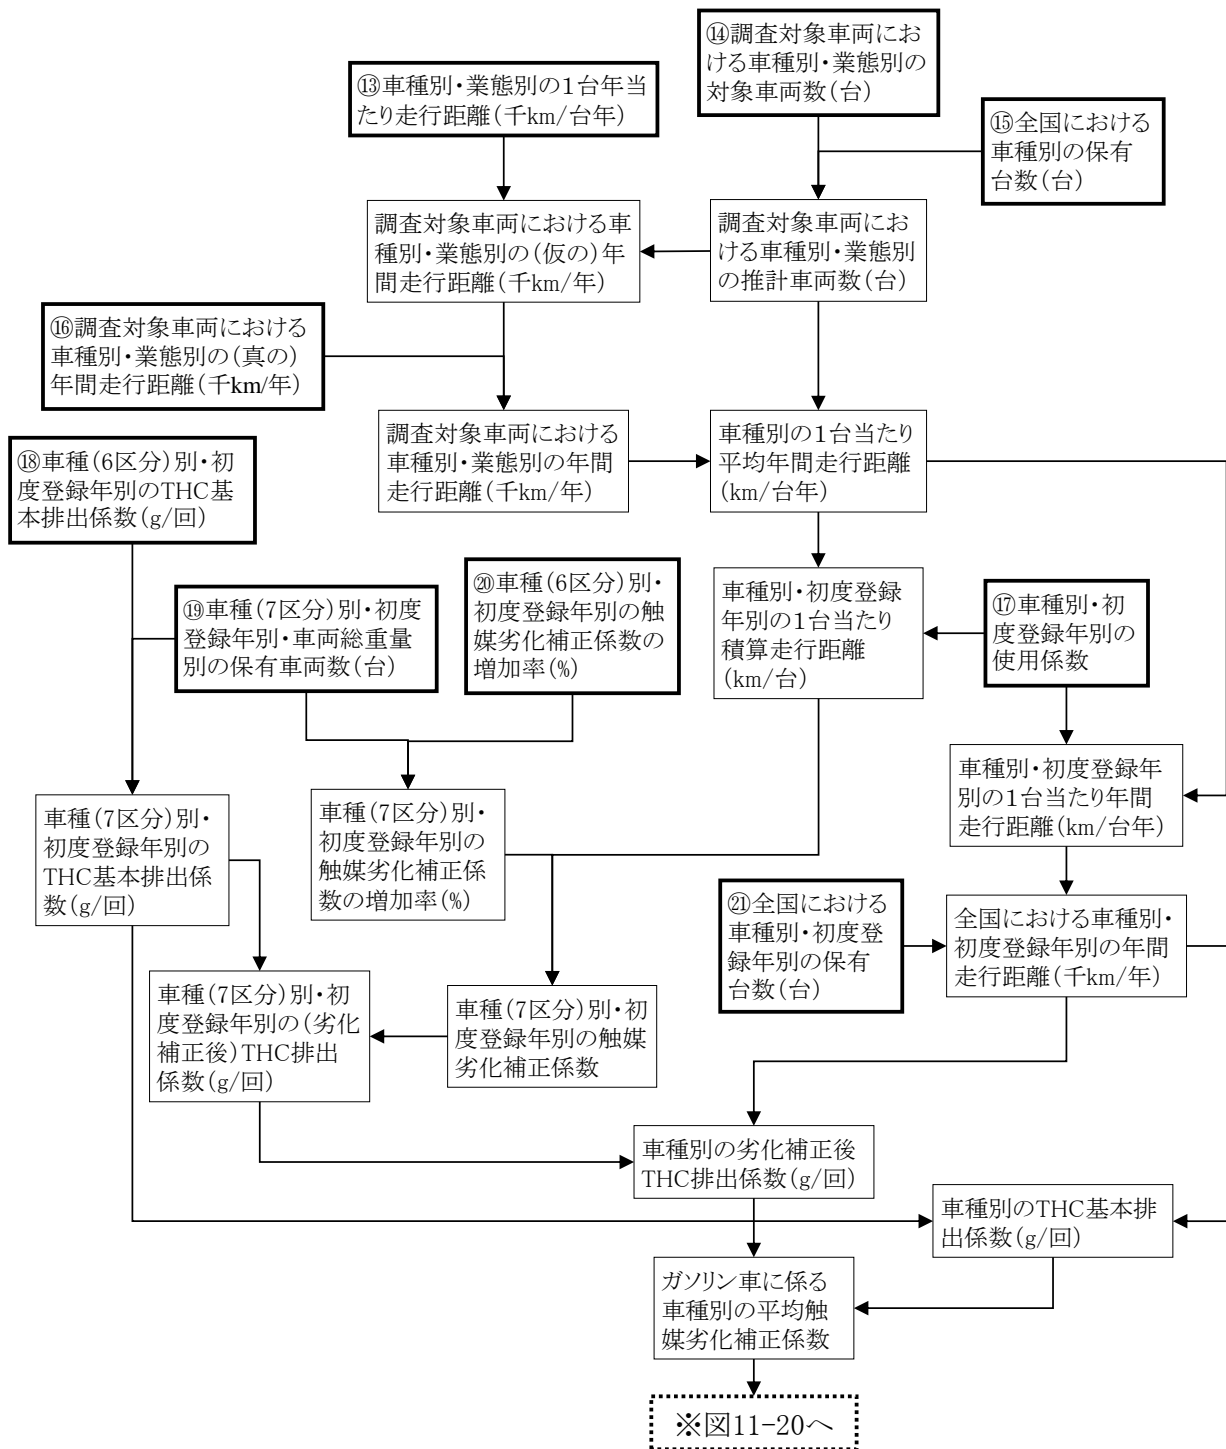 ⑭調査対象車両にお
ける車種別・業態別の
対象車両数(台)
⑬車種別・業態別の1台年当
たり走行距離(千km/台年)
⑮全国における
車種別の保有
台数(台)
調査対象車両における車
種別・業態別の(仮の)年
間走行距離(千km/年)
調査対象車両にお
ける車種別・業態別
の推計車両数(台)
⑯調査対象車両における
車種別・業態別の(真の)
年間走行距離(千km/年)
調査対象車両における
車種別・業態別の年間
走行距離(千km/年)
車種別の1台当たり
平均年間走行距離
(km/台年)
⑱車種(6区分)別・初
度登録年別のTHC基
本排出係数(g/回)
⑲車種(7区分)別・初度
登録年別・車両総重量
別の保有車両数(台)
⑳車種(6区分)別・
初度登録年別の触
媒劣化補正係数の
増加率(%)
車種別・初度登録
年別の1台当たり
積算走行距離
(km/台)
⑰車種別・初
度登録年別の
使用係数
車種別・初度登録年
別の1台当たり年間
走行距離(km/台年)
車種(7区分)別・
初度登録年別の
THC基本排出係
数(g/回)
車種(7区分)別・
初度登録年別の
触媒劣化補正係
数の増加率(%)
㉑全国における
車種別・初度登
録年別の保有
台数(台)
全国における車種別・
初度登録年別の年間
走行距離(千km/年)
車種(7区分)別・初
度登録年別の(劣化
補正後)THC排出
係数(g/回)
車種(7区分)別・初
度登録年別の触媒
劣化補正係数
車種別の劣化補正後
THC排出係数(g/回)
車種別のTHC基本排
出係数(g/回)
ガソリン車に係る
車種別の平均触
媒劣化補正係数
※図11-20へ